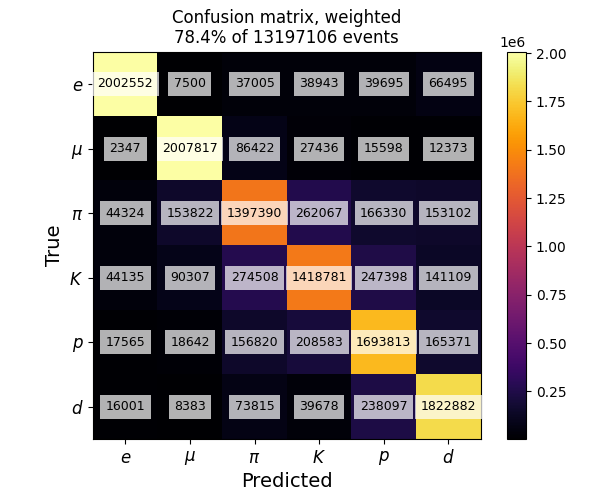 Confusion matrix, weighted
78.4% of 13197106 events
1e6
e 2002552 7500 37005 38943 39695 66495
μ 2347 2007817 86422 27436 15598 12373
π 44324 153822 1397390 262067 166330 153102
K 44135 90307 274508 1418781 247398 141109
p 17565 18642 156820 208583 1693813 165371
d 16001 8383 73815 39678 238097 1822882
e μ π K p d
Predicted
True
2.00
1.75
1.50
1.25
1.00
0.75
0.50
0.25